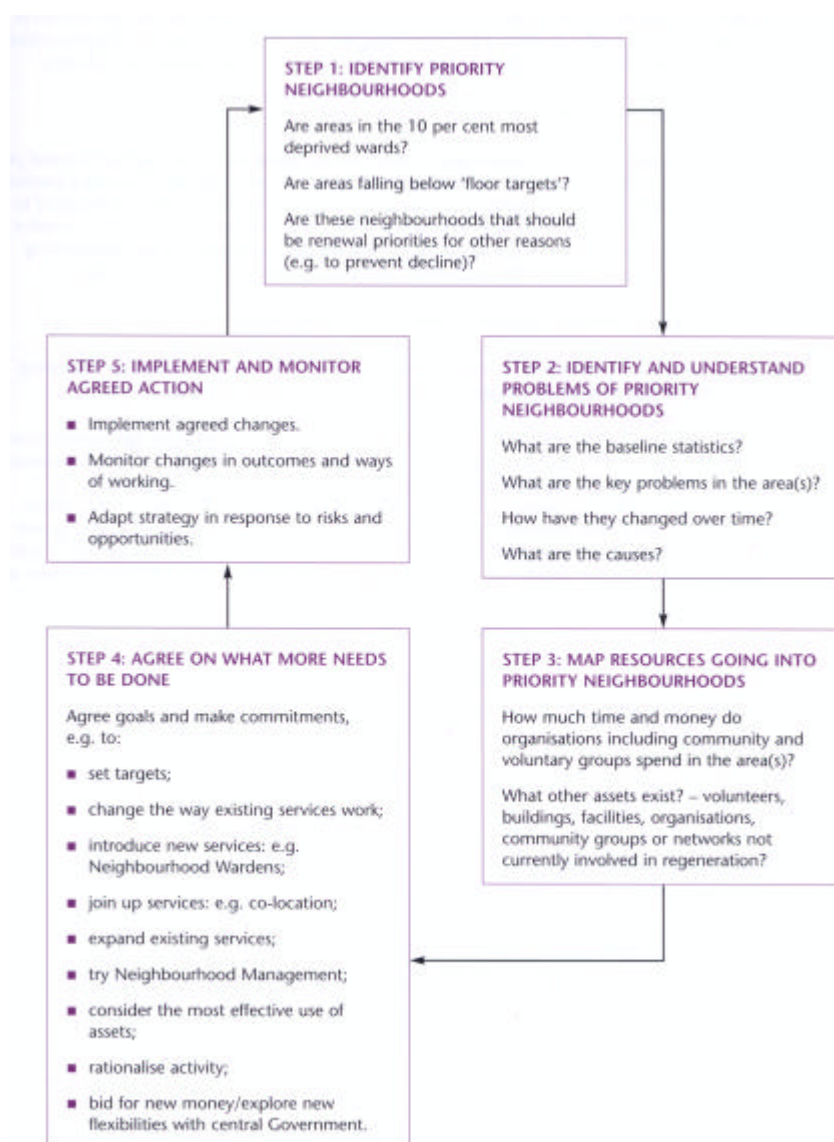 STEP 1: IDENTIFY PRIORITY
NEIGHBOURHOODS
Are areas in the 10 per cent most
deprived wards?
Are areas falling below 'floor targets'?
Are these neighbourhoods that should
be renewal priorities for other reasons
(e.g. to prevent decline)?
STEP 2: IDENTIFY AND UNDERSTAND
PROBLEMS OF PRIORITY
NEIGHBOURHOODS
What are the baseline statistics?
What are the key problems in the area(s)?
How have they changed over time?
What are the causes?
STEP 3: MAP RESOURCES GOING INTO
PRIORITY NEIGHBOURHOODS
How much time and money do
organisations including community and
voluntary groups spend in the area(s)?
What other assets exist? – volunteers,
buildings, facilities, organisations,
community groups or networks not
currently involved in regeneration?
STEP 4: AGREE ON WHAT MORE NEEDS
TO BE DONE
Agree goals and make commitments,
e.g. to:
■ set targets;
■ change the way existing services work;
■ introduce new services: e.g.
Neighbourhood Wardens;
■ join up services: e.g. co-location;
■ expand existing services;
■ try Neighbourhood Management;
■ consider the most effective use of
assets;
■ rationalise activity;
■ bid for new money/explore new
flexibilities with central Government.
STEP 5: IMPLEMENT AND MONITOR
AGREED ACTION
■ Implement agreed changes.
■ Monitor changes in outcomes and ways
of working.
■ Adapt strategy in response to risks and
opportunities.